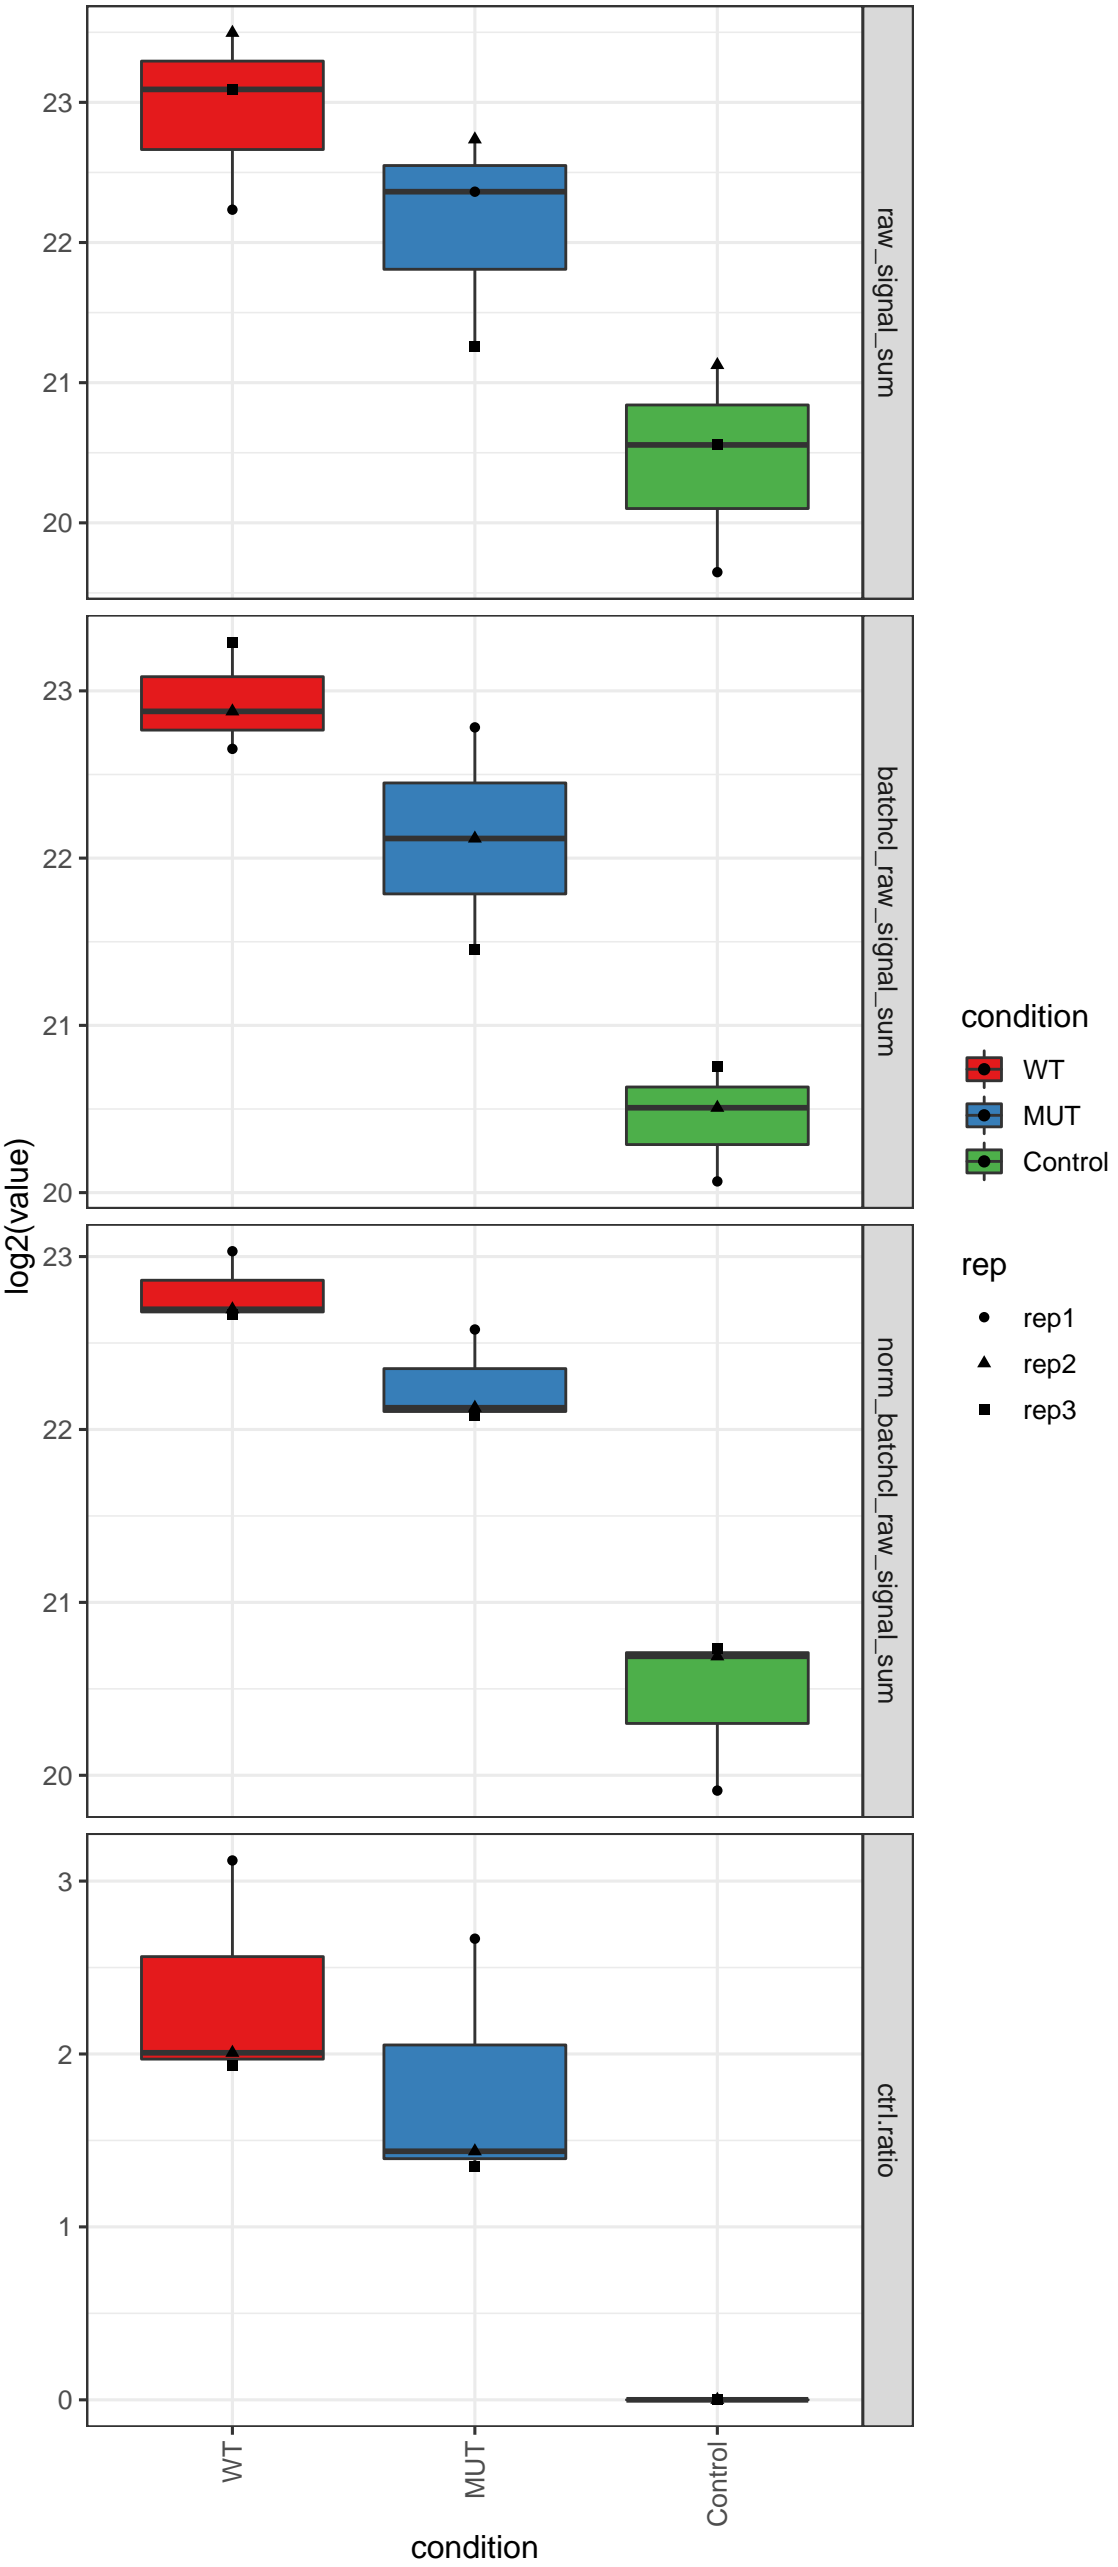 log2(value)
23
22
21
20
raw_signal_sum
23
22
21
20
batchcl_raw_signal_sum
23
22
21
20
norm_batchcl_raw_signal_sum
3
2
1
0
ctrl.ratio
WT
MUT
Control
condition
condition
WT
MUT
Control
rep
rep1
rep2
rep3